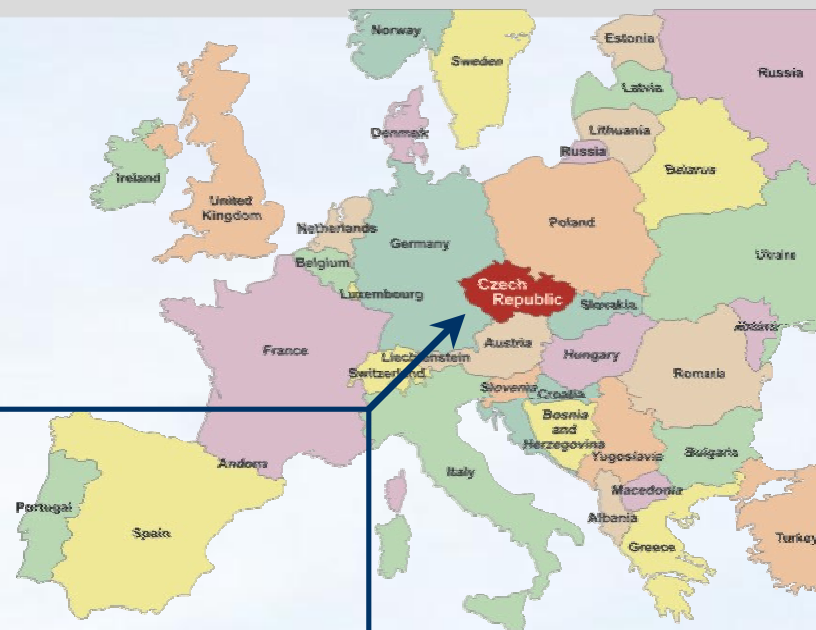 Norway
Sweden
Estonia
Russia
Latvia
Denmark
Lithuania
Russia
Belarus
Ireland
United
Kingdom
Netherlands
Germany
Poland
Belgium
Ukraine
Luxembourg
Czech
Republic
Slovakia
France
Liechtenstein
Switzerland
Austria
Hungary
Moldova
Romania
Slovenia
Croatia
Bosnia
and
Herzegovina
Yugoslavia
Bulgaria
Andorra
Italy
Macedonia
Portugal
Spain
Albania
Greece
Turkey